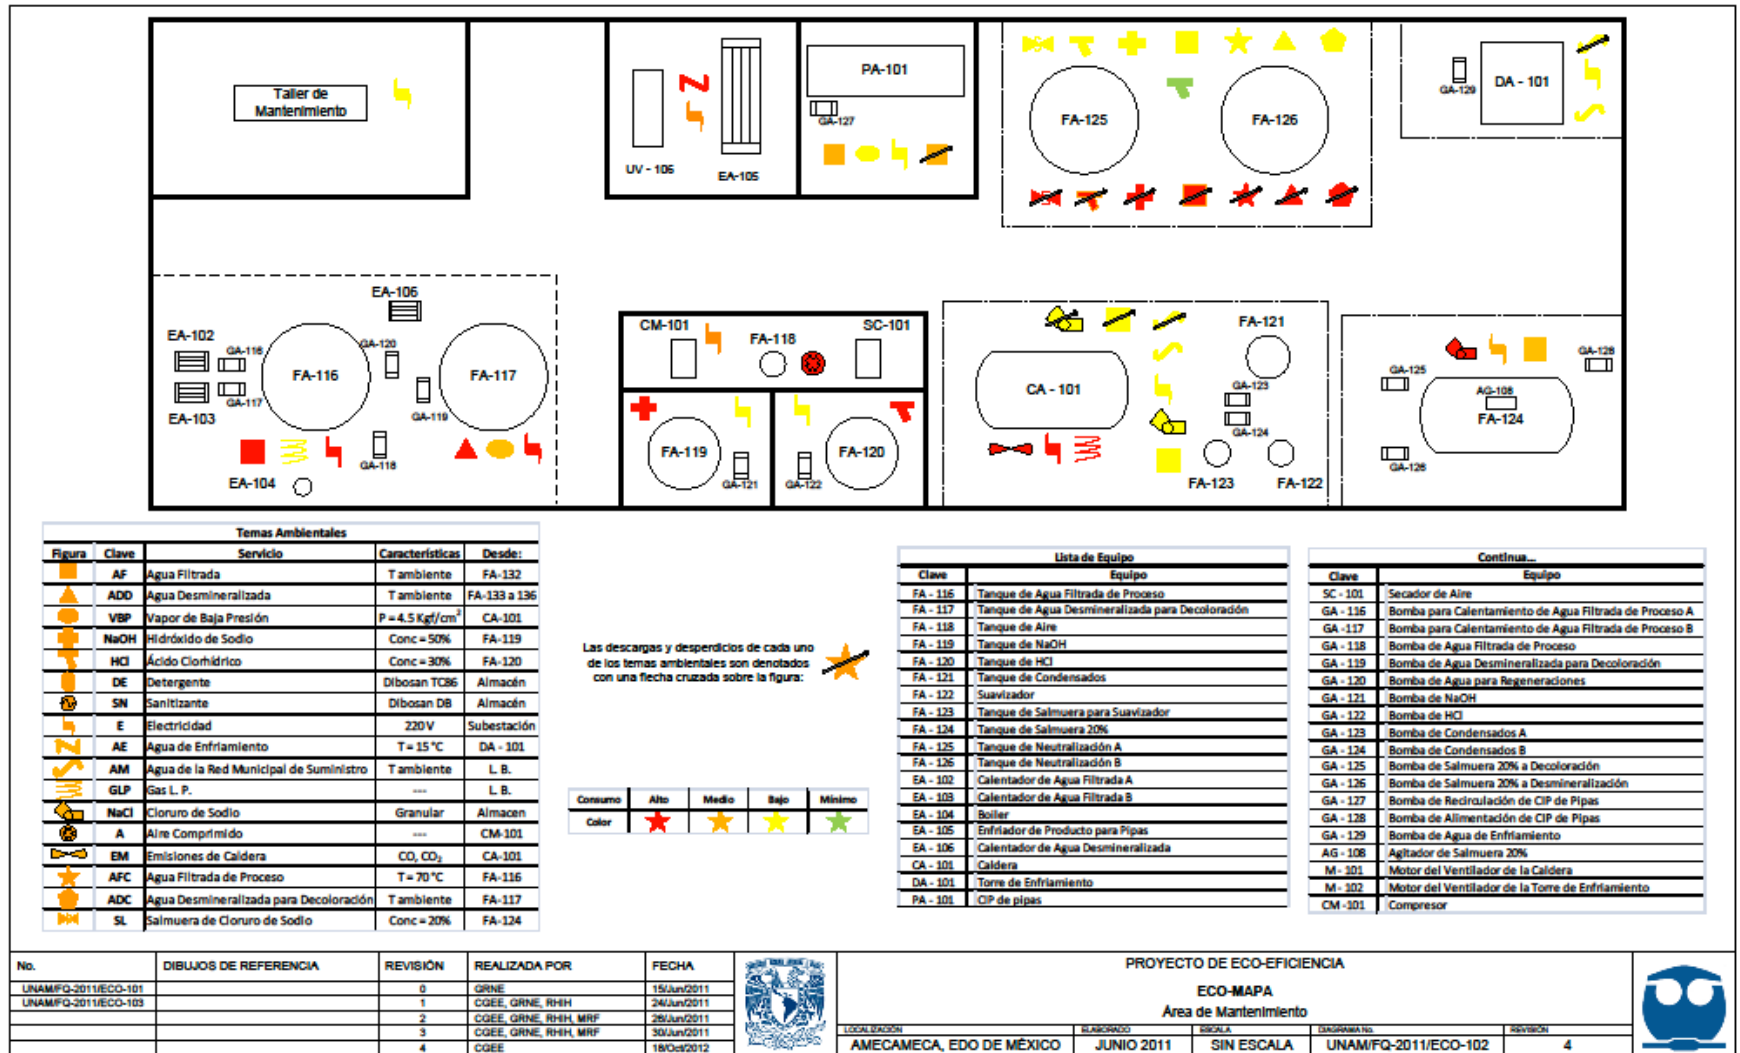 Taller de
Mantenimiento
UV - 106
EA-105
PA-101
GA-127
FA-125
FA-126
GA-129
DA - 101
EA-106
EA-102
GA-116
GA-120
FA-116
FA-117
GA-117
GA-119
EA-103
GA-118
EA-104
CM-101
FA-118
SC-101
FA-119
GA-121
GA-122
FA-120
FA-121
CA - 101
GA-123
GA-124
FA-123
FA-122
GA-128
GA-125
AG-108
FA-124
GA-126
Temas Ambientales
Figura Clave Servicio Características Desde:
AF Agua Filtrada T ambiente FA-132
ADD Agua Desmineralizada T ambiente FA-133 a 136
VBP Vapor de Baja Presión P = 4.5 Kgf/cm² CA-101
NaOH Hidróxido de Sodio Conc = 50% FA-119
HCl Ácido Clorhídrico Conc = 30% FA-120
DE Detergente Dibosan TC86 Almacén
SN Sanitizante Dibosan DB Almacén
E Electricidad 220 V Subestación
AE Agua de Enfriamiento T = 15 °C DA - 101
AM Agua de la Red Municipal de Suministro T ambiente L. B.
GLP Gas L. P. --- L. B.
NaCl Cloruro de Sodio Granular Almacen
A Aire Comprimido --- CM-101
EM Emisiones de Caldera CO, CO₂ CA-101
AFC Agua Filtrada de Proceso T = 70 °C FA-116
ADC Agua Desmineralizada para Decoloración T ambiente FA-117
SL Salmuera de Cloruro de Sodio Conc = 20% FA-124
Las descargas y desperdicios de cada uno
de los temas ambientales son denotados
con una flecha cruzada sobre la figura:
Consumo Alto Medio Bajo Mínimo
Color
Lista de Equipo
Clave Equipo
FA - 116 Tanque de Agua Filtrada de Proceso
FA - 117 Tanque de Agua Desmineralizada para Decoloración
FA - 118 Tanque de Aire
FA - 119 Tanque de NaOH
FA - 120 Tanque de HCl
FA - 121 Tanque de Condensados
FA - 122 Suavizador
FA - 123 Tanque de Salmuera para Suavizador
FA - 124 Tanque de Salmuera 20%
FA - 125 Tanque de Neutralización A
FA - 126 Tanque de Neutralización B
EA - 102 Calentador de Agua Filtrada A
EA - 103 Calentador de Agua Filtrada B
EA - 104 Boiler
EA - 105 Enfriador de Producto para Pipas
EA - 106 Calentador de Agua Desmineralizada
CA - 101 Caldera
DA - 101 Torre de Enfriamiento
PA - 101 CIP de pipas
Continua...
Clave Equipo
SC - 101 Secador de Aire
GA - 116 Bomba para Calentamiento de Agua Filtrada de Proceso A
GA -117 Bomba para Calentamiento de Agua Filtrada de Proceso B
GA - 118 Bomba de Agua Filtrada de Proceso
GA - 119 Bomba de Agua Desmineralizada para Decoloración
GA - 120 Bomba de Agua para Regeneraciones
GA - 121 Bomba de NaOH
GA - 122 Bomba de HCl
GA - 123 Bomba de Condensados A
GA - 124 Bomba de Condensados B
GA - 125 Bomba de Salmuera 20% a Decoloración
GA - 126 Bomba de Salmuera 20% a Desmineralización
GA - 127 Bomba de Recirculación de CIP de Pipas
GA - 128 Bomba de Alimentación de CIP de Pipas
GA - 129 Bomba de Agua de Enfriamiento
AG - 108 Agitador de Salmuera 20%
M - 101 Motor del Ventilador de la Caldera
M - 102 Motor del Ventilador de la Torre de Enfriamiento
CM -101 Compresor
No. DIBUJOS DE REFERENCIA REVISIÓN REALIZADA POR FECHA
UNAM/FQ-2011/ECO-101 0 GRNE 15/Jun/2011
UNAM/FQ-2011/ECO-103 1 CGEE, GRNE, RHIH 24/Jun/2011
2 CGEE, GRNE, RHIH, MRF 28/Jun/2011
3 CGEE, GRNE, RHIH, MRF 30/Jun/2011
4 CGEE 18/Oct/2012
PROYECTO DE ECO-EFICIENCIA
ECO-MAPA
Área de Mantenimiento
LOCALIZACIÓN ELABORADO ESCALA DIAGRAMA No. REVISIÓN
AMECAMECA, EDO DE MÉXICO JUNIO 2011 SIN ESCALA UNAM/FQ-2011/ECO-102 4